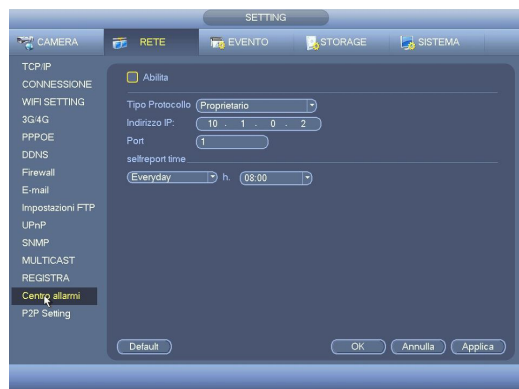 SETTING
CAMERA RETE EVENTO STORAGE SISTEMA
TCP/IP
CONNESSIONE
WIFI SETTING
3G/4G
PPPOE
DDNS
Firewall
E-mail
Impostazioni FTP
UPnP
SNMP
MULTICAST
REGISTRA
Centro allarmi
P2P Setting
Abilita
Tipo Protocollo Proprietario
Indirizzo IP: 10 . 1 . 0 . 2
Port 1
selfreport time
Everyday h. 08:00
Default OK Annulla Applica